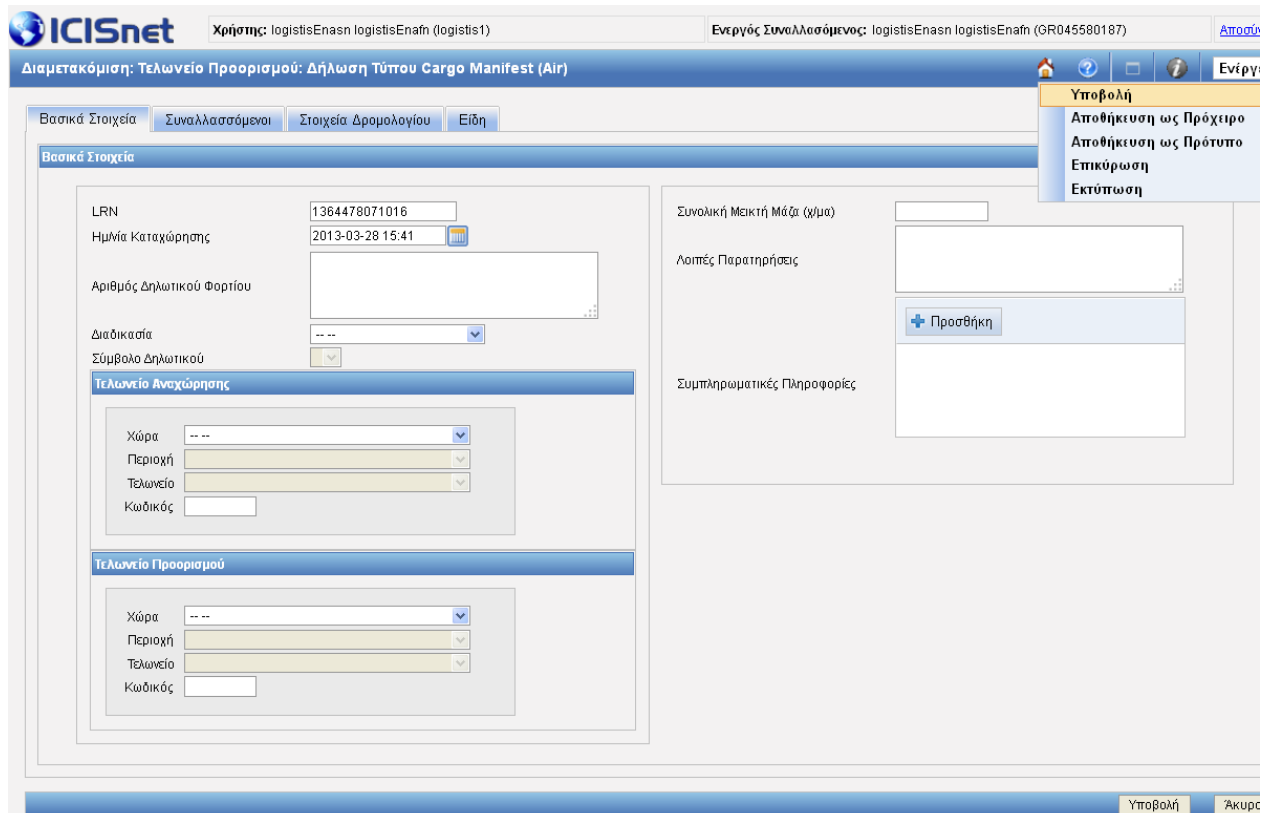 ICISnet
Χρήστης: logistisEnasn logistisEnafn (logistis1)
Ενεργός Συναλλασόμενος: logistisEnasn logistisEnafn (GR045580187)
Διαμετακόμιση: Τελωνείο Προορισμού: Δήλωση Τύπου Cargo Manifest (Air)
Υποβολή
Αποθήκευση ως Πρόχειρο
Αποθήκευση ως Πρότυπο
Επικύρωση
Εκτύπωση
Βασικά Στοιχεία Συναλλασσόμενοι Στοιχεία Δρομολογίου Είδη
Βασικά Στοιχεία
LRN 1364478071016
Ημ/νία Καταχώρησης 2013-03-28 15:41
Αριθμός Δηλωτικού Φορτίου
Διαδικασία -- --
Σύμβολο Δηλωτικού
Τελωνείο Αναχώρησης
Χώρα -- --
Περιοχή
Τελωνείο
Κωδικός
Τελωνείο Προορισμού
Χώρα -- --
Περιοχή
Τελωνείο
Κωδικός
Συνολική Μεικτή Μάζα (χ/μα)
Λοιπές Παρατηρήσεις
Προσθήκη
Συμπληρωματικές Πληροφορίες
Υποβολή